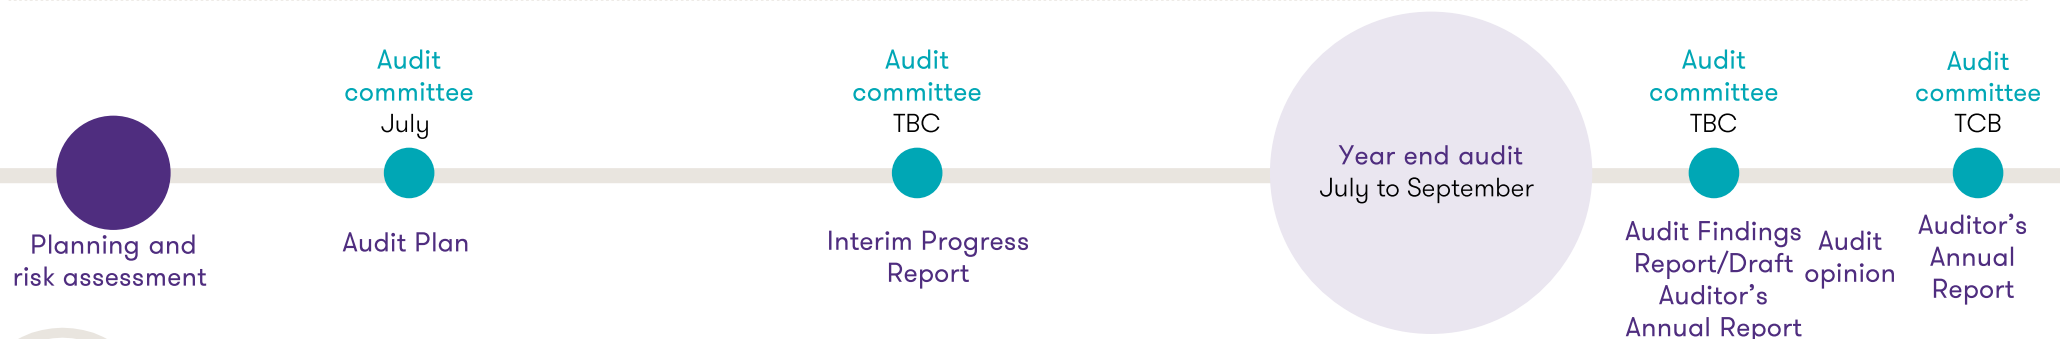 Audit
committee
July
Audit
committee
TBC
Audit
committee
TBC
Audit
committee
TCB
Year end audit
July to September
Planning and
risk assessment
Audit Plan
Interim Progress
Report
Audit Findings
Report/Draft
Auditor’s
Annual Report
Audit
opinion
Auditor’s
Annual
Report